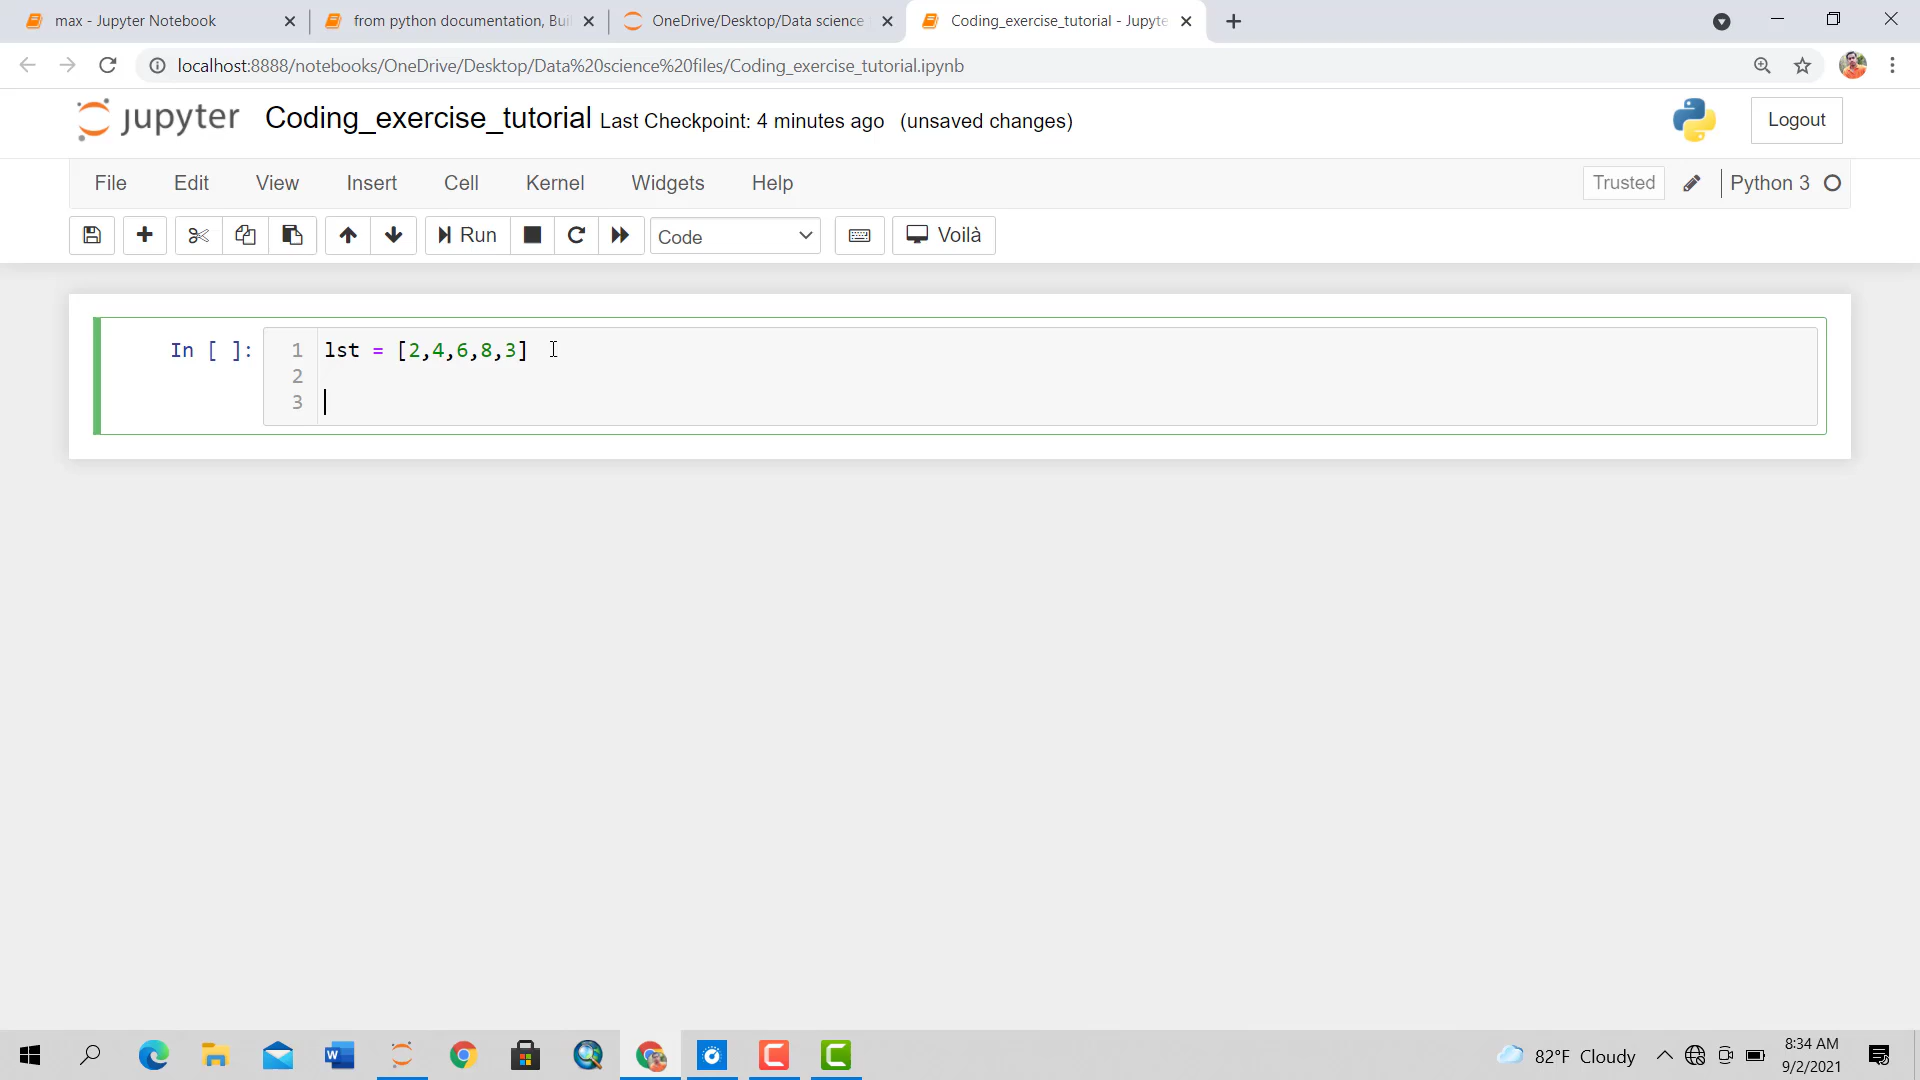 max - Jupyter Notebook
from python documentation, Bui
OneDrive/Desktop/Data science
Coding_exercise_tutorial - Jupyte
localhost:8888/notebooks/OneDrive/Desktop/Data%20science%20files/Coding_exercise_tutorial.ipynb
jupyter Coding_exercise_tutorial Last Checkpoint: 4 minutes ago (unsaved changes)
Logout
File Edit View Insert Cell Kernel Widgets Help
Trusted
Python 3
Run
Code
Voilà
In [ ]:
1 lst = [2,4,6,8,3]
2
3
82°F Cloudy
8:34 AM
9/2/2021